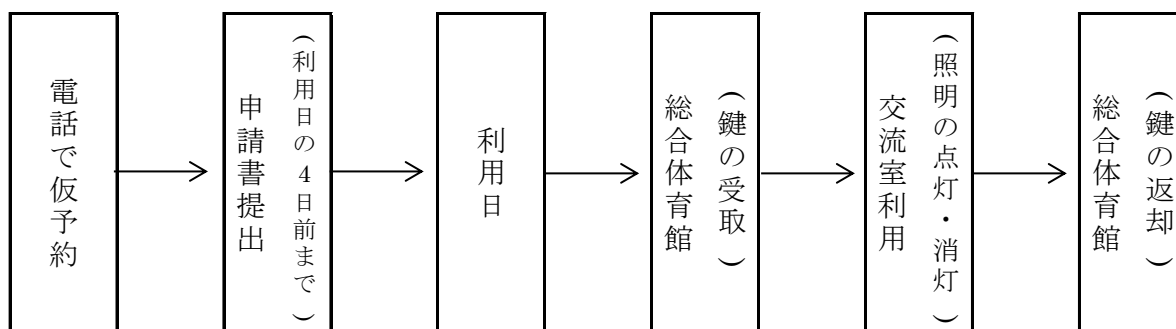 電話で仮予約
申請書提出
（利用日の4日前まで）
利用日
総合体育館
（鍵の受取）
交流室利用
（照明の点灯・消灯）
総合体育館
（鍵の返却）